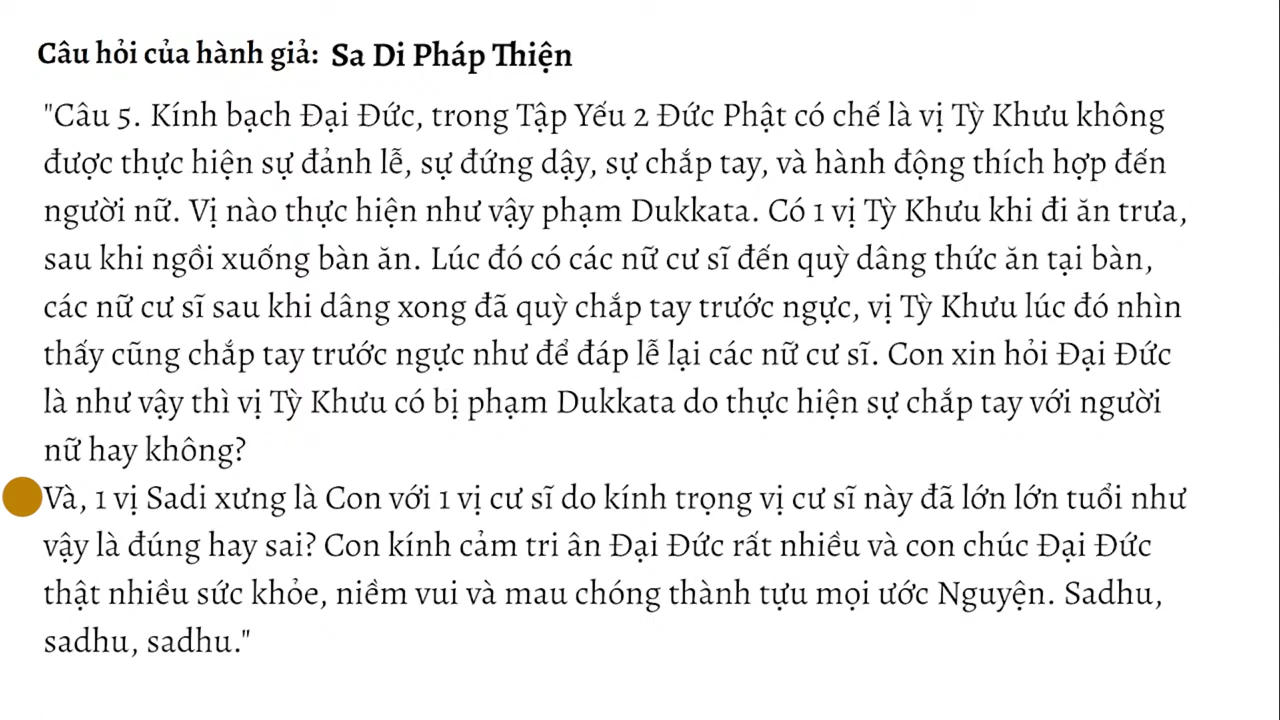 Câu hỏi của hành giả: Sa Di Pháp Thiện
"Câu 5. Kính bạch Đại Đức, trong Tập Yếu 2 Đức Phật có chế là vị Tỳ Khưu không
được thực hiện sự đảnh lễ, sự đứng dậy, sự chắp tay, và hành động thích hợp đến
người nữ. Vị nào thực hiện như vậy phạm Dukkata. Có 1 vị Tỳ Khưu khi đi ăn trưa,
sau khi ngồi xuống bàn ăn. Lúc đó có các nữ cư sĩ đến quỳ dâng thức ăn tại bàn,
các nữ cư sĩ sau khi dâng xong đã quỳ chắp tay trước ngực, vị Tỳ Khưu lúc đó nhìn
thấy cũng chắp tay trước ngực như để đáp lễ lại các nữ cư sĩ. Con xin hỏi Đại Đức
là như vậy thì vị Tỳ Khưu có bị phạm Dukkata do thực hiện sự chắp tay với người
nữ hay không?
Và, 1 vị Sadi xưng là Con với 1 vị cư sĩ do kính trọng vị cư sĩ này đã lớn lớn tuổi như
vậy là đúng hay sai? Con kính cảm tri ân Đại Đức rất nhiều và con chúc Đại Đức
thật nhiều sức khỏe, niềm vui và mau chóng thành tựu mọi ước Nguyện. Sadhu,
sadhu, sadhu."